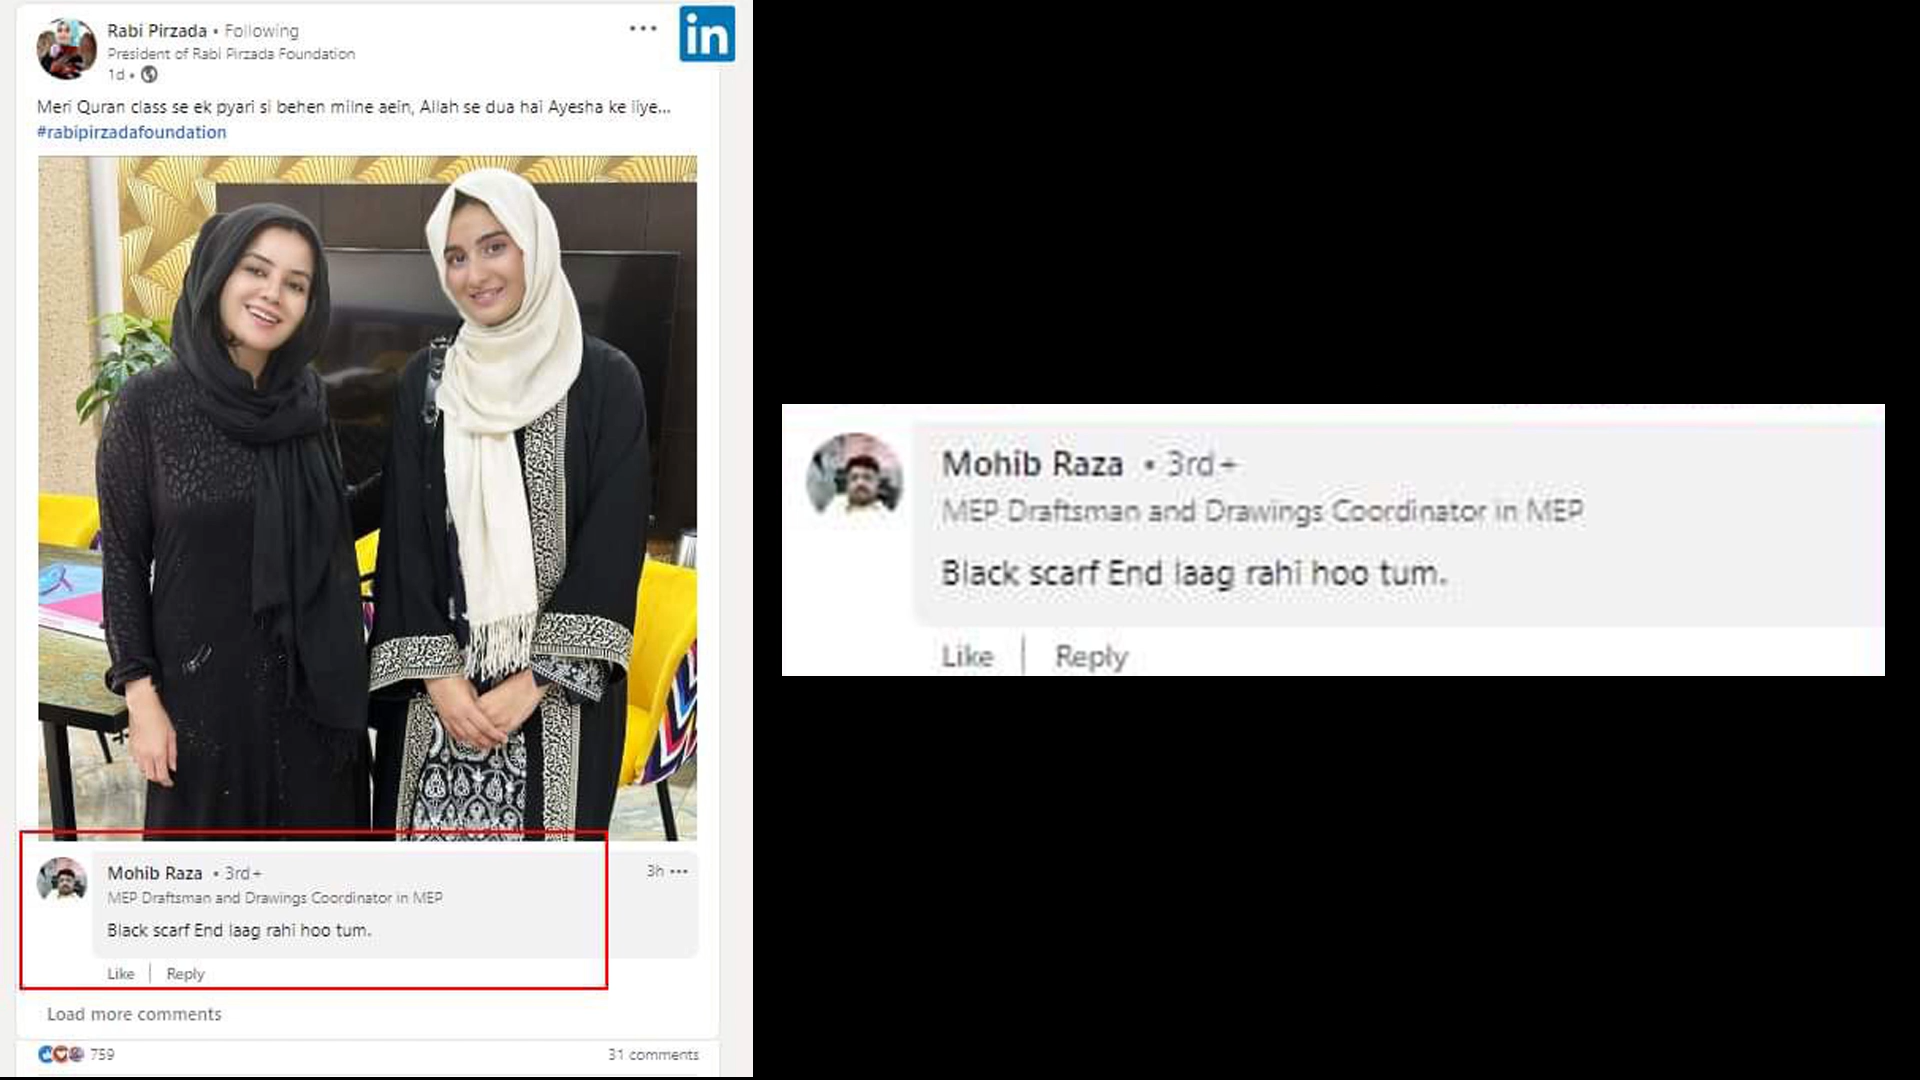 Rabi Pirzada • Following
President of Rabi Pirzada Foundation
1d •
in
Meri Quran class se ek pyari si behen milne aein, Allah se dua hai Ayesha ke liye...
#rabipirzadafoundation
Mohib Raza • 3rd+
3h
MEP Draftsman and Drawings Coordinator in MEP
Black scarf End laag rahi hoo tum.
Like | Reply
Load more comments
759
31 comments
Mohib Raza • 3rd+
MEP Draftsman and Drawings Coordinator in MEP
Black scarf End laag rahi hoo tum.
Like | Reply